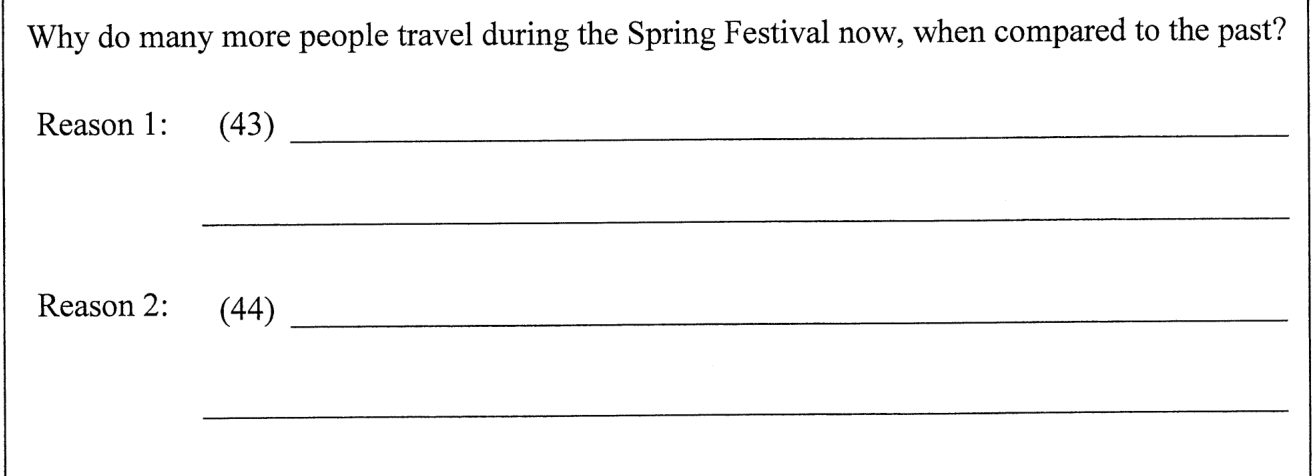 Why do many more people travel during the Spring Festival now, when compared to the past?
Reason 1: (43)
Reason 2: (44)